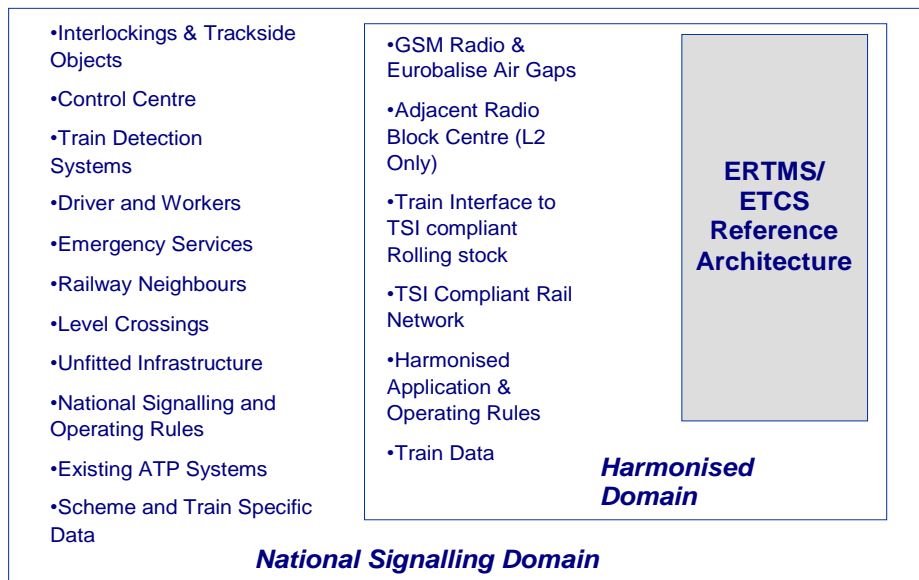 •Interlockings & Trackside
Objects
•Control Centre
•Train Detection
Systems
•Driver and Workers
•Emergency Services
•Railway Neighbours
•Level Crossings
•Unfitted Infrastructure
•National Signalling and
Operating Rules
•Existing ATP Systems
•Scheme and Train Specific
Data
•GSM Radio &
Eurobalise Air Gaps
•Adjacent Radio
Block Centre (L2
Only)
•Train Interface to
TSI compliant
Rolling stock
•TSI Compliant Rail
Network
•Harmonised
Application &
Operating Rules
•Train Data
ERTMS/
ETCS
Reference
Architecture
Harmonised
Domain
National Signalling Domain